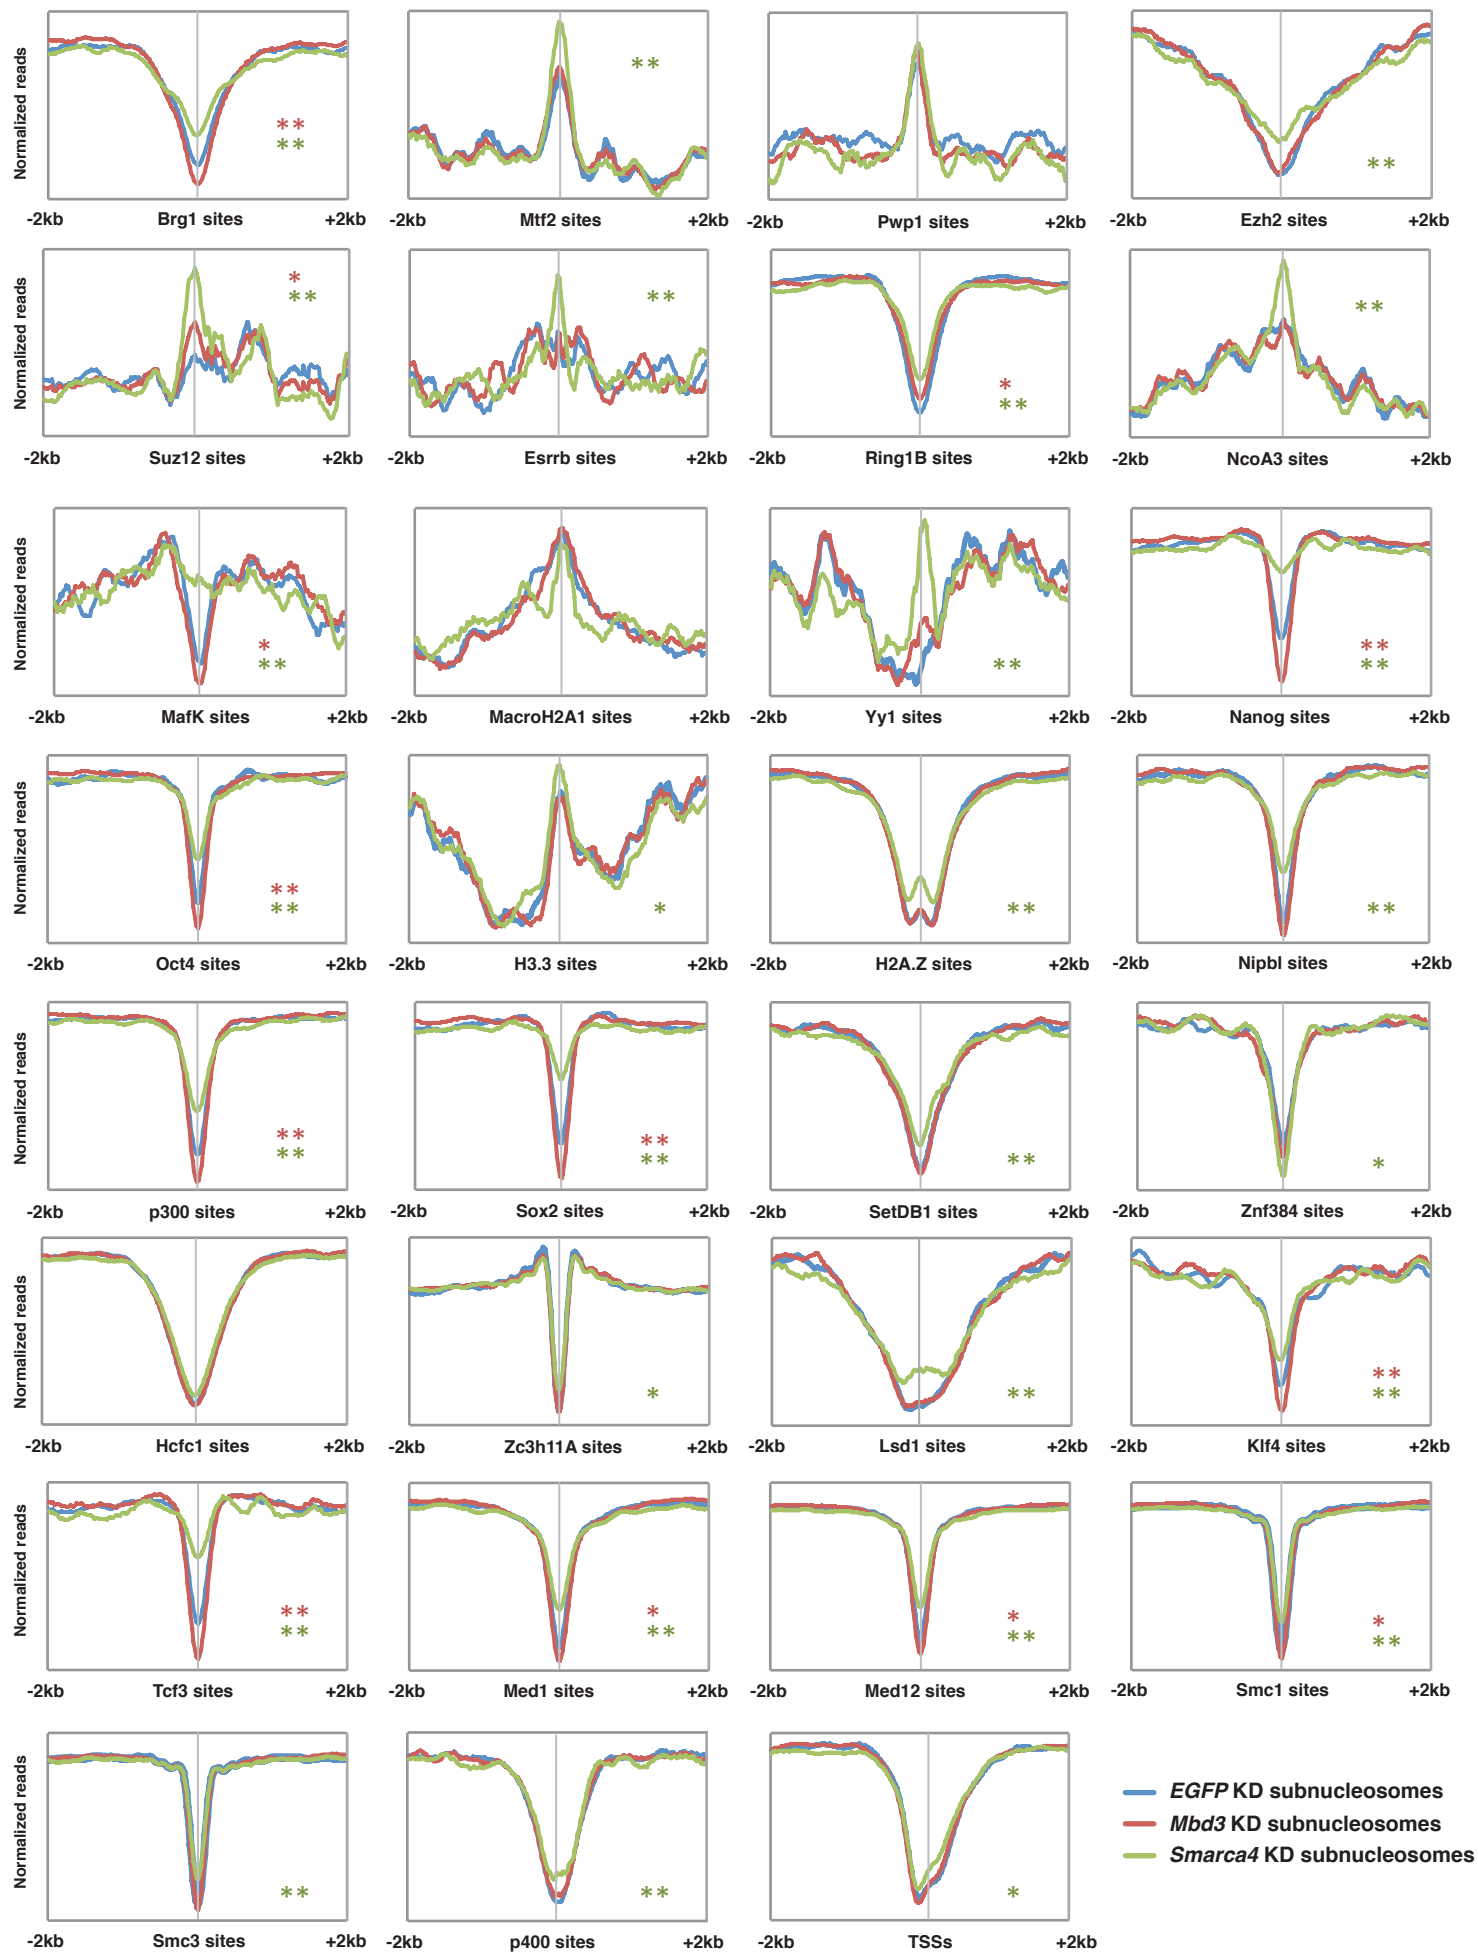 Normalized reads
**
**
-2kb Brg1 sites +2kb
**
-2kb Mtf2 sites +2kb
-2kb Pwp1 sites +2kb
**
-2kb Ezh2 sites +2kb
Normalized reads
*
**
-2kb Suz12 sites +2kb
**
-2kb Esrrb sites +2kb
*
**
-2kb Ring1B sites +2kb
**
-2kb NcoA3 sites +2kb
Normalized reads
*
**
-2kb MafK sites +2kb
-2kb MacroH2A1 sites +2kb
**
-2kb Yy1 sites +2kb
**
**
-2kb Nanog sites +2kb
Normalized reads
**
**
-2kb Oct4 sites +2kb
*
-2kb H3.3 sites +2kb
**
-2kb H2A.Z sites +2kb
**
-2kb Nipbl sites +2kb
Normalized reads
**
**
-2kb p300 sites +2kb
**
**
-2kb Sox2 sites +2kb
**
-2kb SetDB1 sites +2kb
*
-2kb Znf384 sites +2kb
Normalized reads
-2kb Hcfc1 sites +2kb
*
-2kb Zc3h11A sites +2kb
**
-2kb Lsd1 sites +2kb
**
**
-2kb Klf4 sites +2kb
Normalized reads
**
**
-2kb Tcf3 sites +2kb
*
**
-2kb Med1 sites +2kb
*
**
-2kb Med12 sites +2kb
*
**
-2kb Smc1 sites +2kb
Normalized reads
**
-2kb Smc3 sites +2kb
**
-2kb p400 sites +2kb
*
-2kb TSSs +2kb
EGFP KD subnucleosomes
Mbd3 KD subnucleosomes
Smarca4 KD subnucleosomes